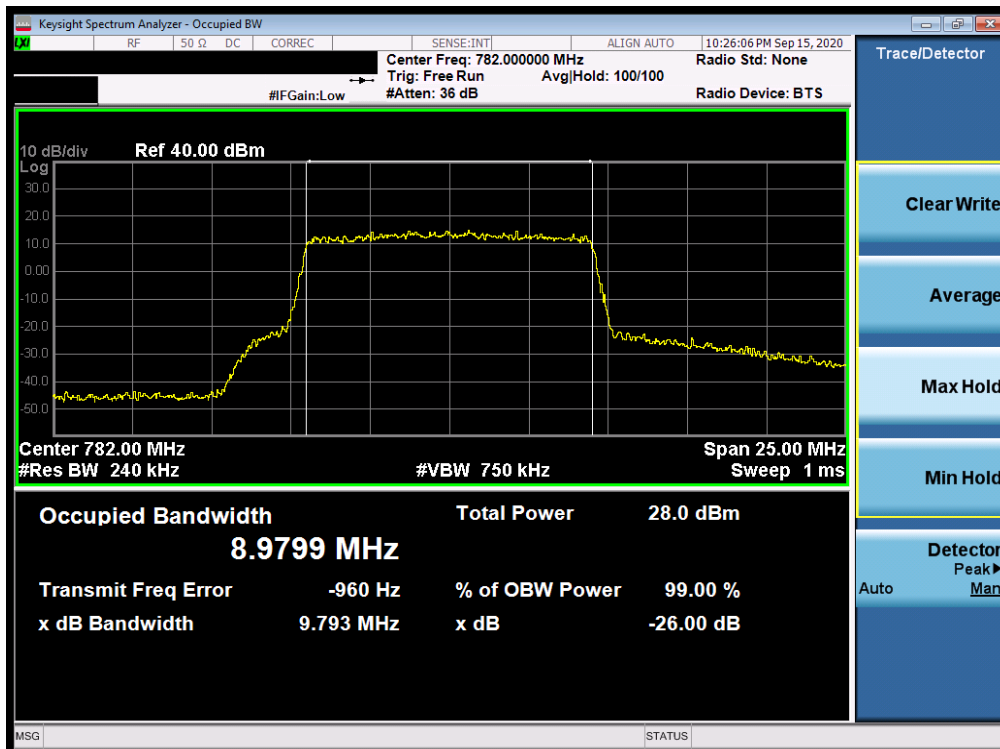 Keysight Spectrum Analyzer - Occupied BW
LXI RF 50 Ω DC CORREC SENSE:INT ALIGN AUTO 10:26:06 PM Sep 15, 2020
Center Freq: 782.000000 MHz Radio Std: None
Trig: Free Run Avg|Hold: 100/100
#IFGain:Low #Atten: 36 dB Radio Device: BTS
10 dB/div Ref 40.00 dBm
Log
30.0
20.0
10.0
0.00
-10.0
-20.0
-30.0
-40.0
-50.0
Center 782.00 MHz Span 25.00 MHz
#Res BW 240 kHz #VBW 750 kHz Sweep 1 ms
Occupied Bandwidth Total Power 28.0 dBm
8.9799 MHz
Transmit Freq Error -960 Hz % of OBW Power 99.00 %
x dB Bandwidth 9.793 MHz x dB -26.00 dB
MSG STATUS
Trace/Detector
Clear Write
Average
Max Hold
Min Hold
Detector
Peak▶
Auto Man